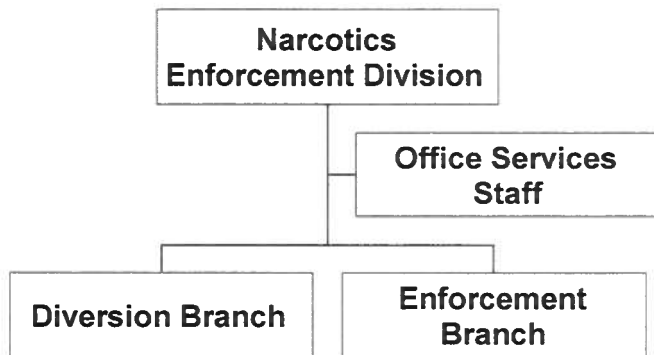 Narcotics
Enforcement Division
Office Services
Staff
Diversion Branch
Enforcement
Branch